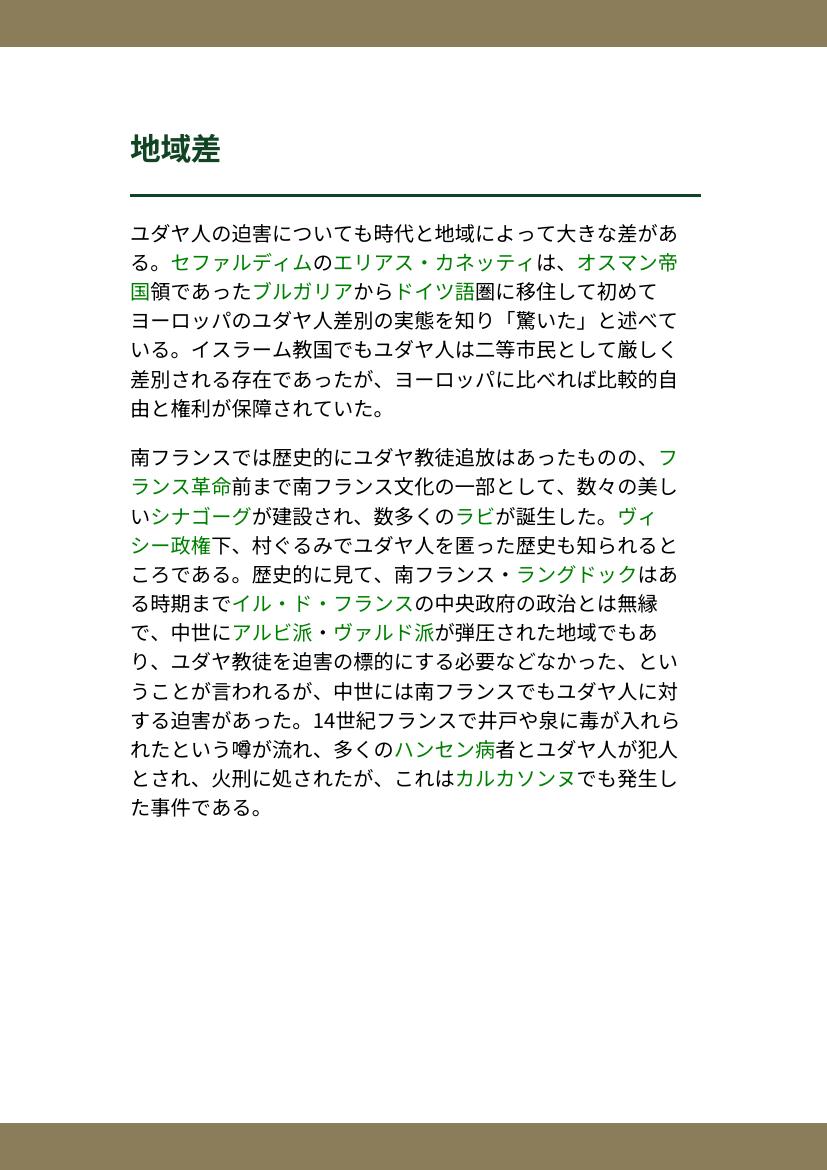 地域差
ユダヤ人の迫害についても時代と地域によって大きな差があ
る。セファルディムのエリアス・カネッティは、オスマン帝
国領であったブルガリアからドイツ語圏に移住して初めて
ヨーロッパのユダヤ人差別の実態を知り「驚いた」と述べて
いる。イスラーム教国でもユダヤ人は二等市民として厳しく
差別される存在であったが、ヨーロッパに比べれば比較的自
由と権利が保障されていた。
南フランスでは歴史的にユダヤ教徒追放はあったものの、フ
ランス革命前まで南フランス文化の一部として、数々の美し
いシナゴーグが建設され、数多くのラビが誕生した。ヴィ
シー政権下、村ぐるみでユダヤ人を匿った歴史も知られると
ころである。歴史的に見て、南フランス・ラングドックはあ
る時期までイル・ド・フランスの中央政府の政治とは無縁
で、中世にアルビ派・ヴァルド派が弾圧された地域でもあ
り、ユダヤ教徒を迫害の標的にする必要などなかった、とい
うことが言われるが、中世には南フランスでもユダヤ人に対
する迫害があった。14世紀フランスで井戸や泉に毒が入れら
れたという噂が流れ、多くのハンセン病者とユダヤ人が犯人
とされ、火刑に処されたが、これはカルカソンヌでも発生し
た事件である。